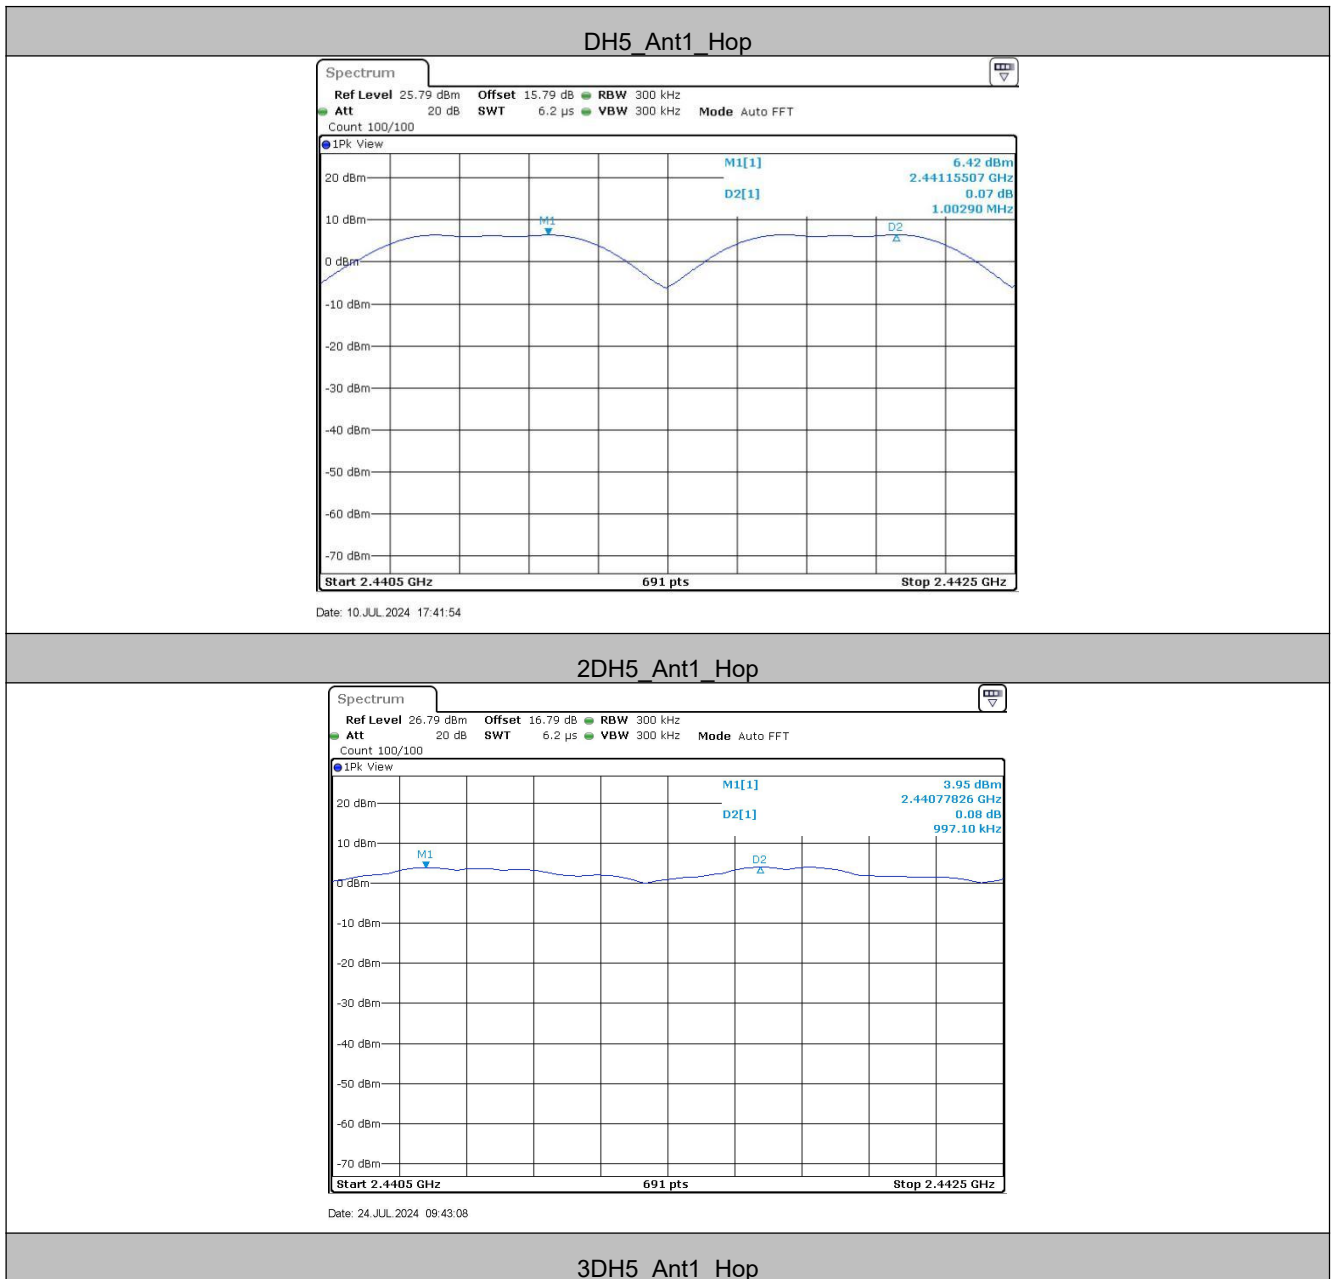 DH5_Ant1_Hop
Spectrum
Ref Level 25.79 dBm Offset 15.79 dB RBW 300 kHz
Att 20 dB SWT 6.2 µs VBW 300 kHz Mode Auto FFT
Count 100/100
1Pk View
M1[1] 6.42 dBm
2.44115507 GHz
D2[1] 0.07 dB
1.00290 MHz
20 dBm
10 dBm
M1
D2
0 dBm
-10 dBm
-20 dBm
-30 dBm
-40 dBm
-50 dBm
-60 dBm
-70 dBm
Start 2.4405 GHz 691 pts Stop 2.4425 GHz
Date: 10.JUL.2024 17:41:54
2DH5_Ant1_Hop
Spectrum
Ref Level 26.79 dBm Offset 16.79 dB RBW 300 kHz
Att 20 dB SWT 6.2 µs VBW 300 kHz Mode Auto FFT
Count 100/100
1Pk View
M1[1] 3.95 dBm
2.44077826 GHz
D2[1] 0.08 dB
997.10 kHz
20 dBm
10 dBm
M1
D2
0 dBm
-10 dBm
-20 dBm
-30 dBm
-40 dBm
-50 dBm
-60 dBm
-70 dBm
Start 2.4405 GHz 691 pts Stop 2.4425 GHz
Date: 24.JUL.2024 09:43:08
3DH5_Ant1_Hop